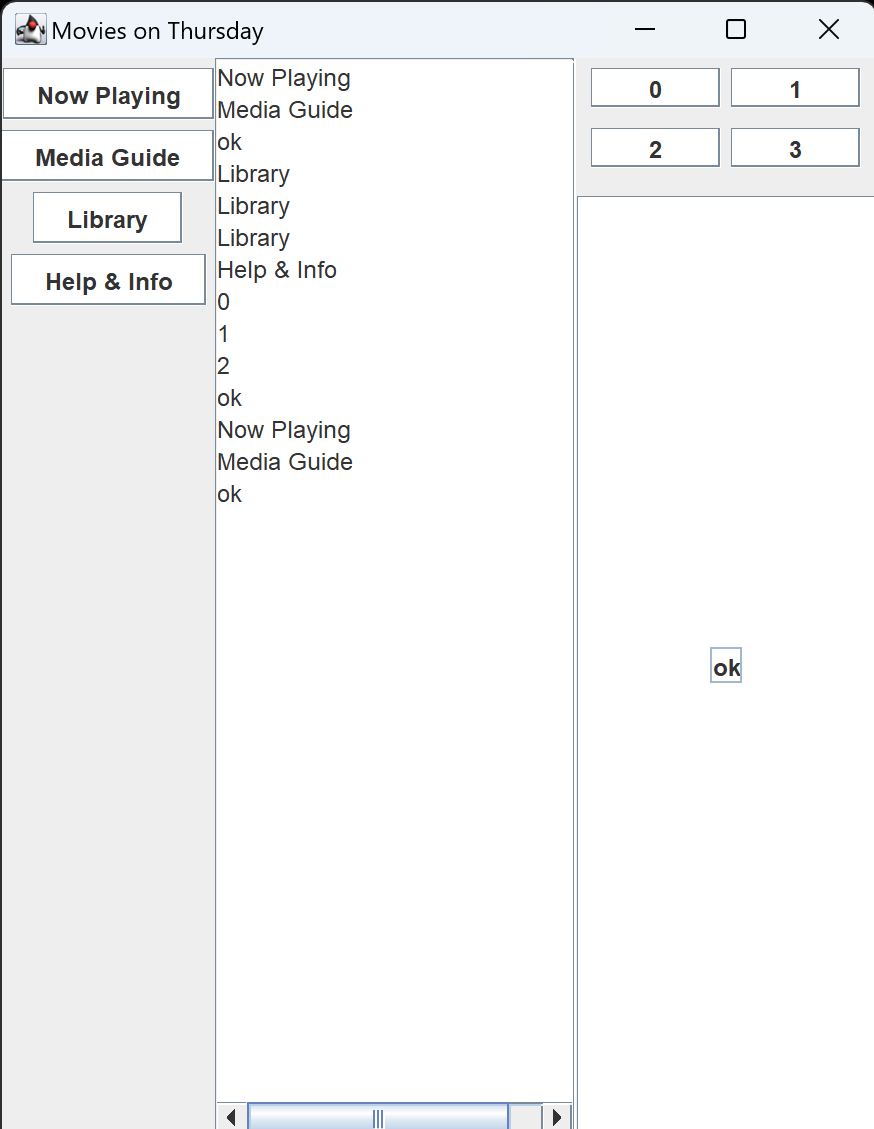 Movies on Thursday
Now Playing
Media Guide
Library
Help & Info
Now Playing
Media Guide
ok
Library
Library
Library
Help & Info
0
1
2
ok
Now Playing
Media Guide
ok
0 1
2 3
ok